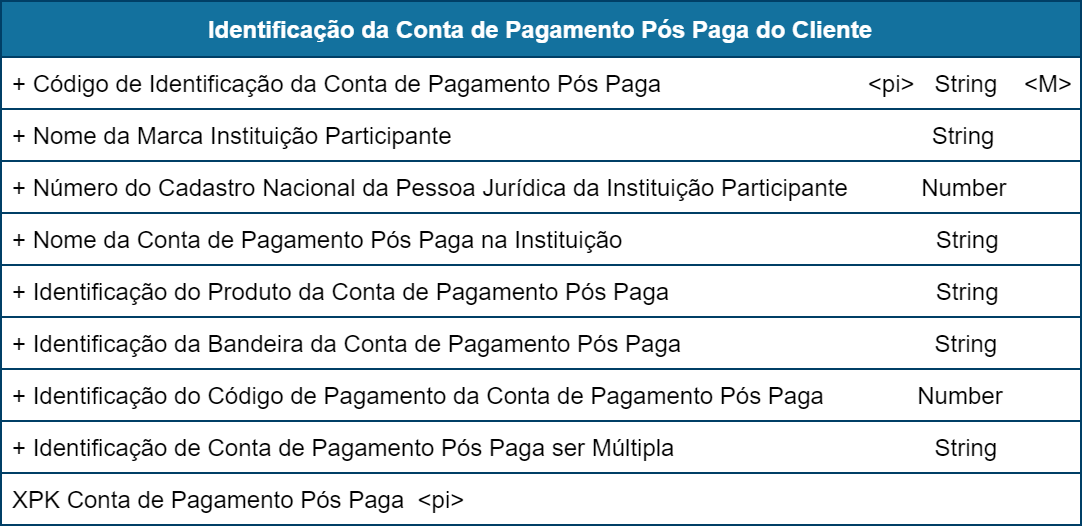 Identificação da Conta de Pagamento Pós Paga do Cliente
+ Código de Identificação da Conta de Pagamento Pós Paga <pi> String <M>
+ Nome da Marca Instituição Participante String
+ Número do Cadastro Nacional da Pessoa Jurídica da Instituição Participante Number
+ Nome da Conta de Pagamento Pós Paga na Instituição String
+ Identificação do Produto da Conta de Pagamento Pós Paga String
+ Identificação da Bandeira da Conta de Pagamento Pós Paga String
+ Identificação do Código de Pagamento da Conta de Pagamento Pós Paga Number
+ Identificação de Conta de Pagamento Pós Paga ser Múltipla String
XPK Conta de Pagamento Pós Paga <pi>